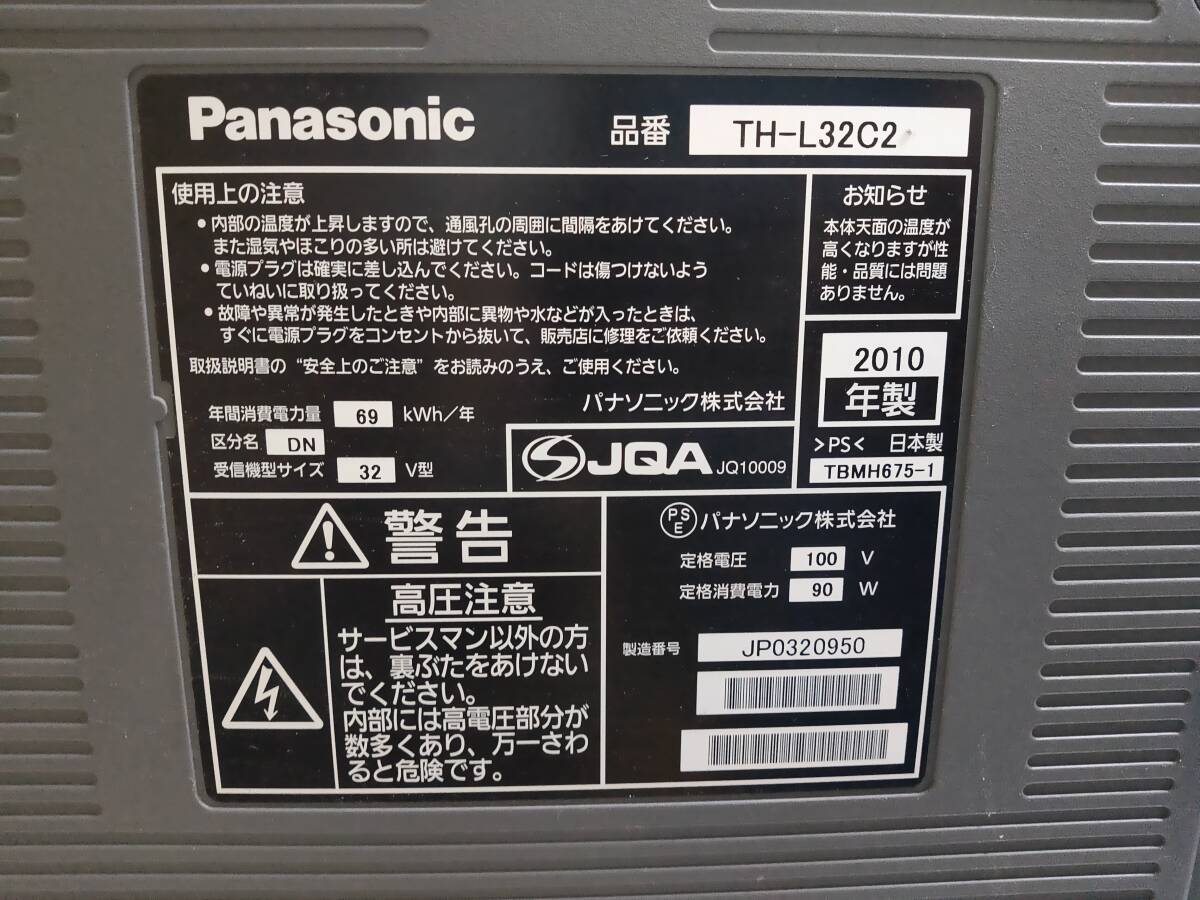 Panasonic
品番 TH-L32C2
使用上の注意
• 内部の温度が上昇しますので、通風孔の周囲に間隔をあけてください。
また湿気やほこりの多い所は避けてください。
• 電源プラグは確実に差し込んでください。コードは傷つけないよう
ていねいに取り扱ってください。
• 故障や異常が発生したときや内部に異物や水などが入ったときは、
すぐに電源プラグをコンセントから抜いて、販売店に修理をご依頼ください。
取扱説明書の “安全上のご注意” をお読みのうえ、ご使用ください。
パナソニック株式会社
年間消費電力量 69 kWh/年
区分名 DN
受信機型サイズ 32 V型
JQA JQ10009
お知らせ
本体天面の温度が
高くなりますが性
能・品質には問題
ありません。
2010
年製
>PS< 日本製
TBMH675-1
警告
高圧注意
サービスマン以外の方
は、裏ぶたをあけない
でください。
内部には高電圧部分が
数多くあり、万一さわ
ると危険です。
PSE パナソニック株式会社
定格電圧 100 V
定格消費電力 90 W
製造番号 JP0320950